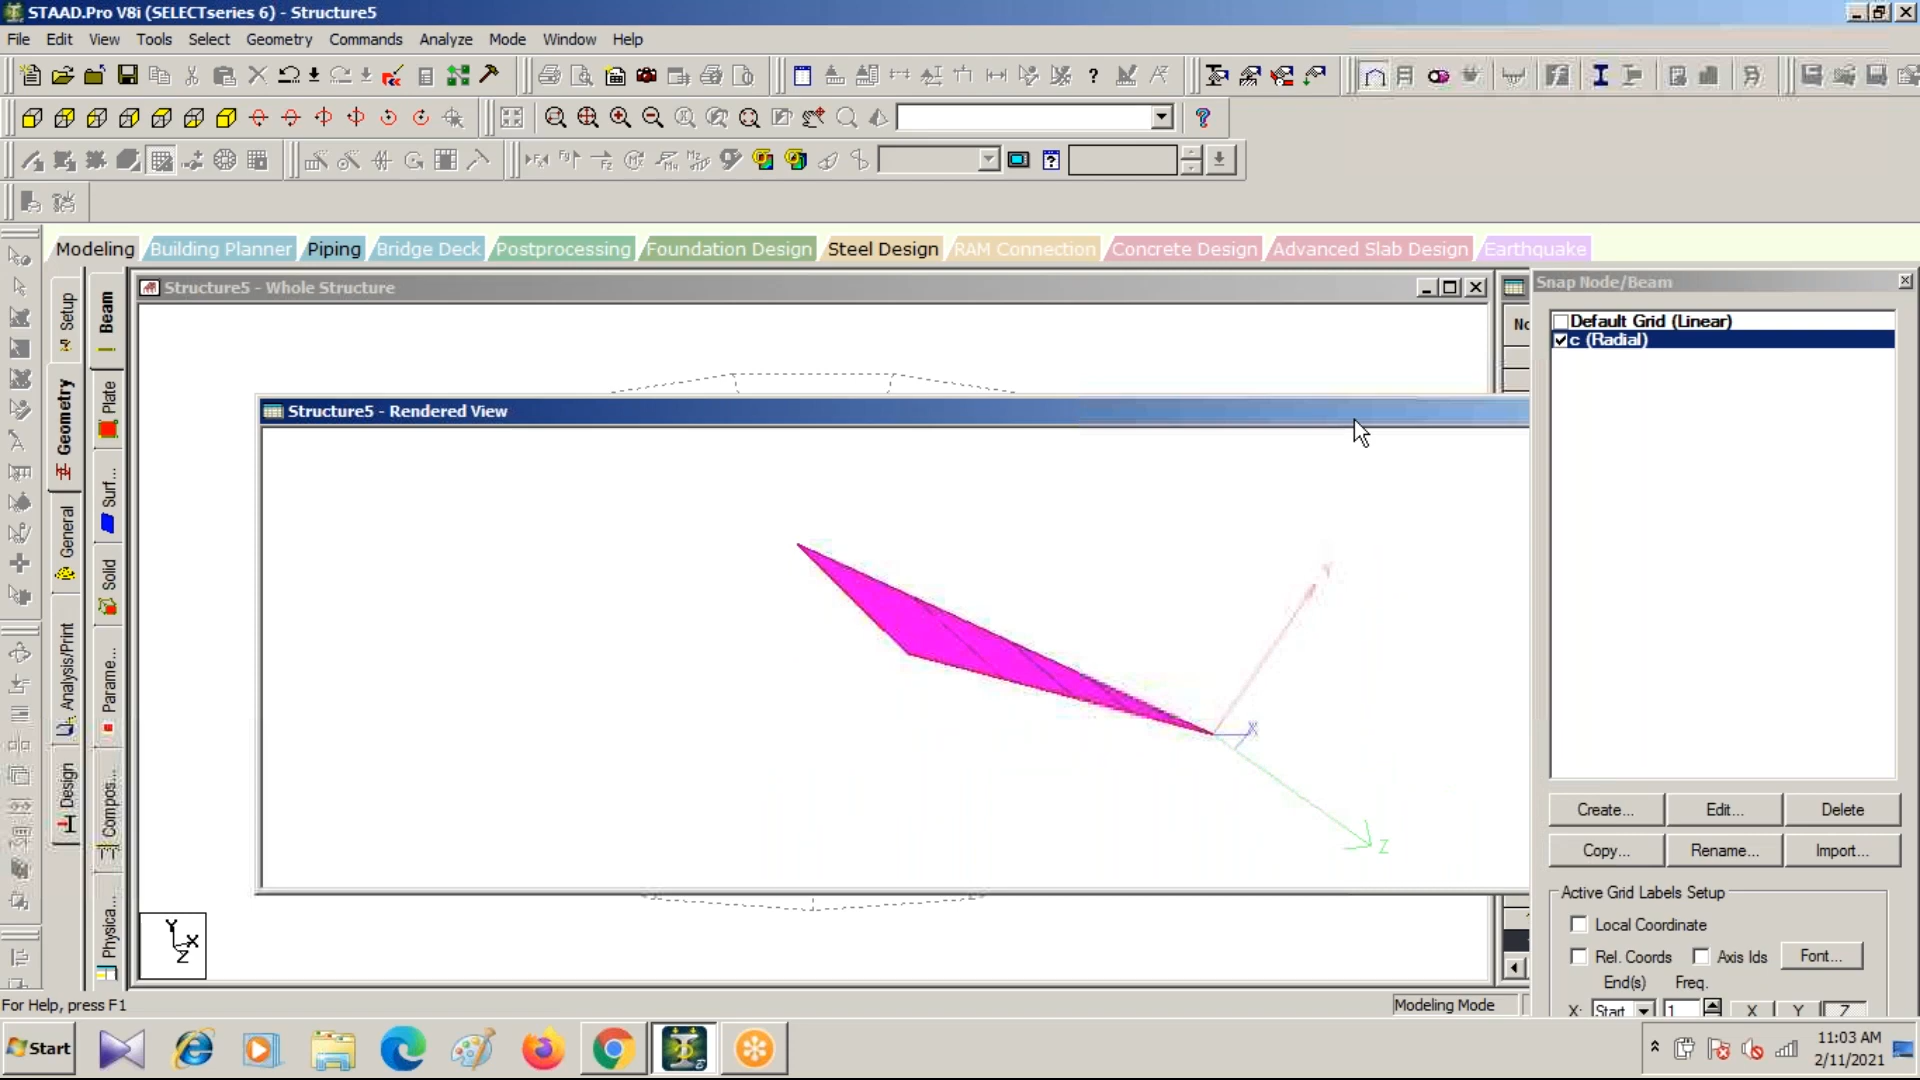 STAAD.Pro V8i (SELECTseries 6) - Structure5
File Edit View Tools Select Geometry Commands Analyze Mode Window Help
Modeling Building Planner Piping Bridge Deck Postprocessing Foundation Design Steel Design RAM Connection Concrete Design Advanced Slab Design Earthquake
Setup
Geometry
General
Analysis/Print
Design
Beam
Plate
Surf...
Solid
Parame...
Compos...
Physica...
Structure5 - Whole Structure
Structure5 - Rendered View
X
Z
Y
X
Z
No
Snap Node/Beam
Default Grid (Linear)
c (Radial)
Create... Edit... Delete
Copy... Rename... Import...
Active Grid Labels Setup
Local Coordinate
Rel. Coords Axis Ids Font...
End(s) Freq.
X: Start 1 X Y Z
For Help, press F1
Modeling Mode
Start
11:03 AM
2/11/2021